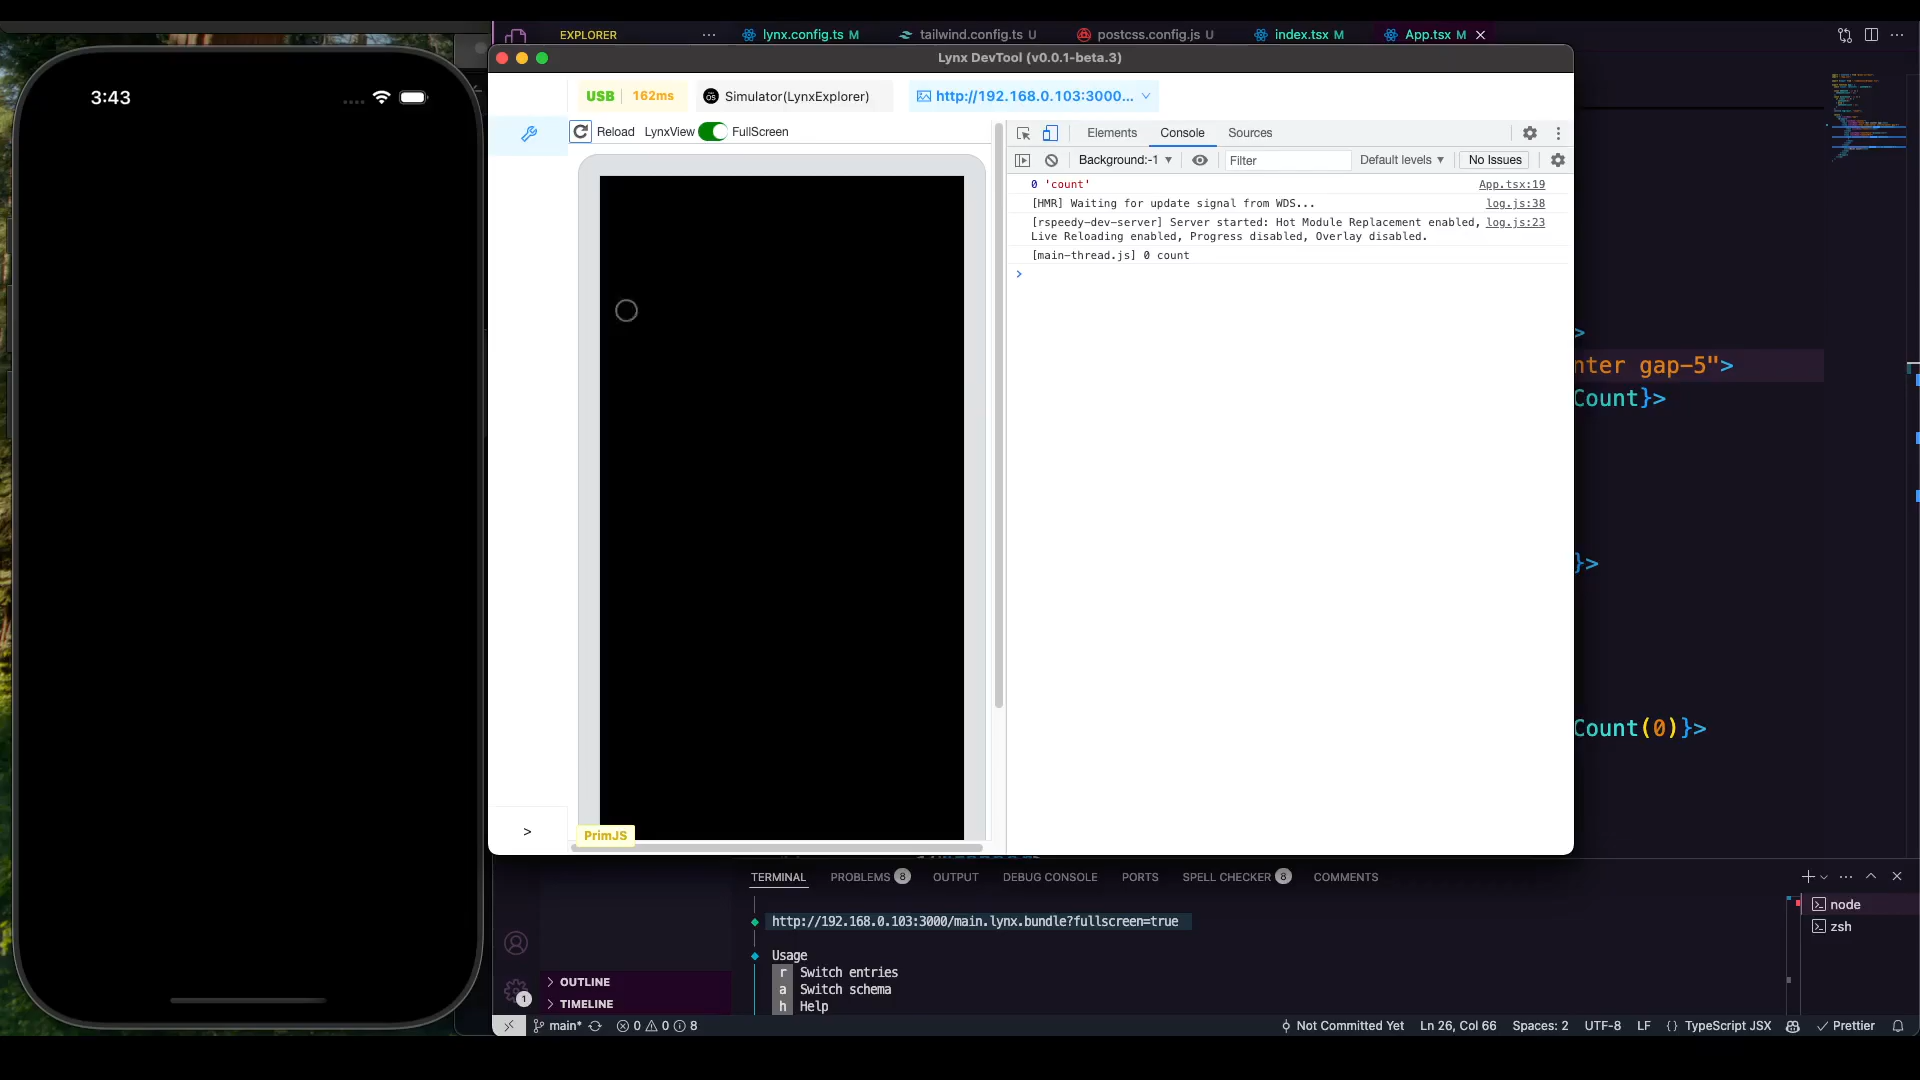 3:43
EXPLORER
lynx.config.ts M
tailwind.config.ts U
postcss.config.js U
index.tsx M
App.tsx M
Lynx DevTool (v0.0.1-beta.3)
USB 162ms
Simulator(LynxExplorer)
http://192.168.0.103:3000...
Reload LynxView FullScreen
Elements Console Sources
Background:-1 Filter Default levels No Issues
0 'count' App.tsx:19
[HMR] Waiting for update signal from WDS... log.js:38
[rspeedy-dev-server] Server started: Hot Module Replacement enabled, log.js:23
Live Reloading enabled, Progress disabled, Overlay disabled.
[main-thread.js] 0 count
>
>
nter gap-5">
Count}>
}>
Count(0)}>
>
PrimJS
TERMINAL PROBLEMS 8 OUTPUT DEBUG CONSOLE PORTS SPELL CHECKER 8 COMMENTS
http://192.168.0.103:3000/main.lynx.bundle?fullscreen=true
Usage
r Switch entries
a Switch schema
h Help
node
zsh
OUTLINE
TIMELINE
1
main* 0 0 8
Not Committed Yet Ln 26, Col 66 Spaces: 2 UTF-8 LF {} TypeScript JSX Prettier